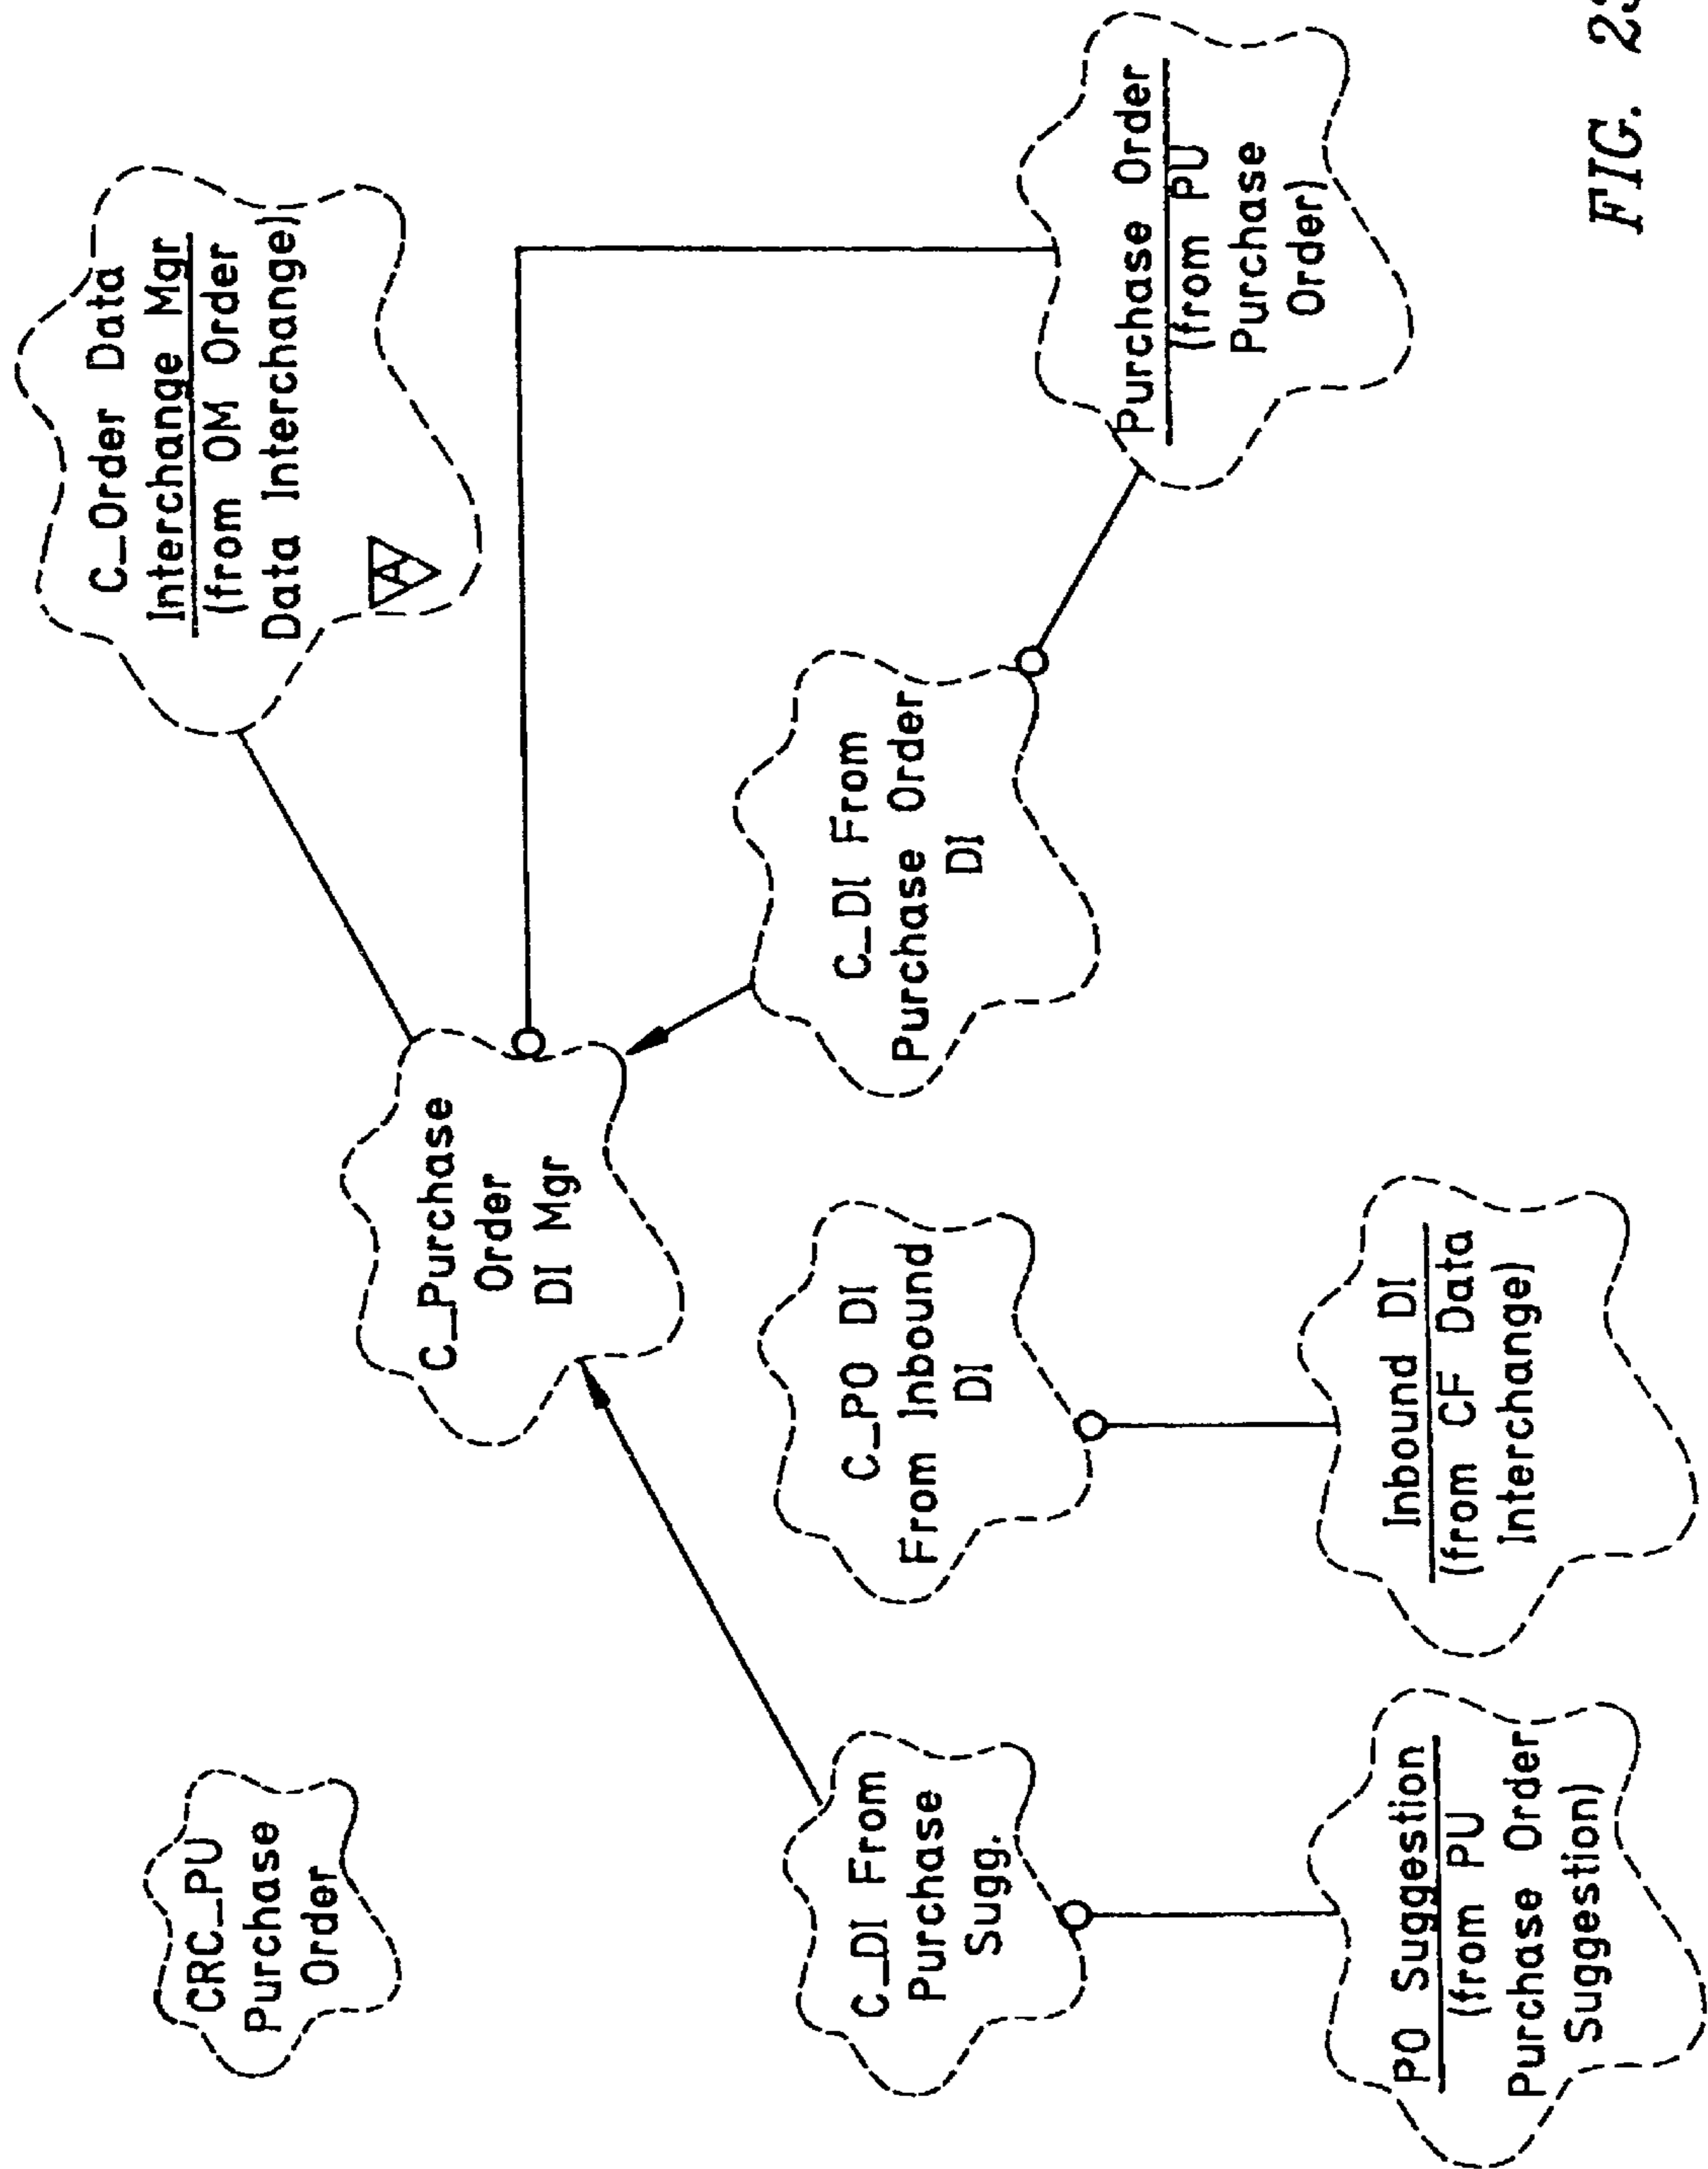 CRC_PU
Purchase
Order
C_Purchase
Order
DI Mgr
C_Order Data
Interchange Mgr
(from OM Order
Data Interchange)
A
C_DI From
Purchase
Sugg.
C_PO DI
From Inbound
DI
C_DI From
Purchase Order
DI
PO Suggestion
(from PU
Purchase Order
Suggestion)
Inbound DI
(from CF Data
Interchange)
Purchase Order
(from PU
Purchase
Order)
FIG.